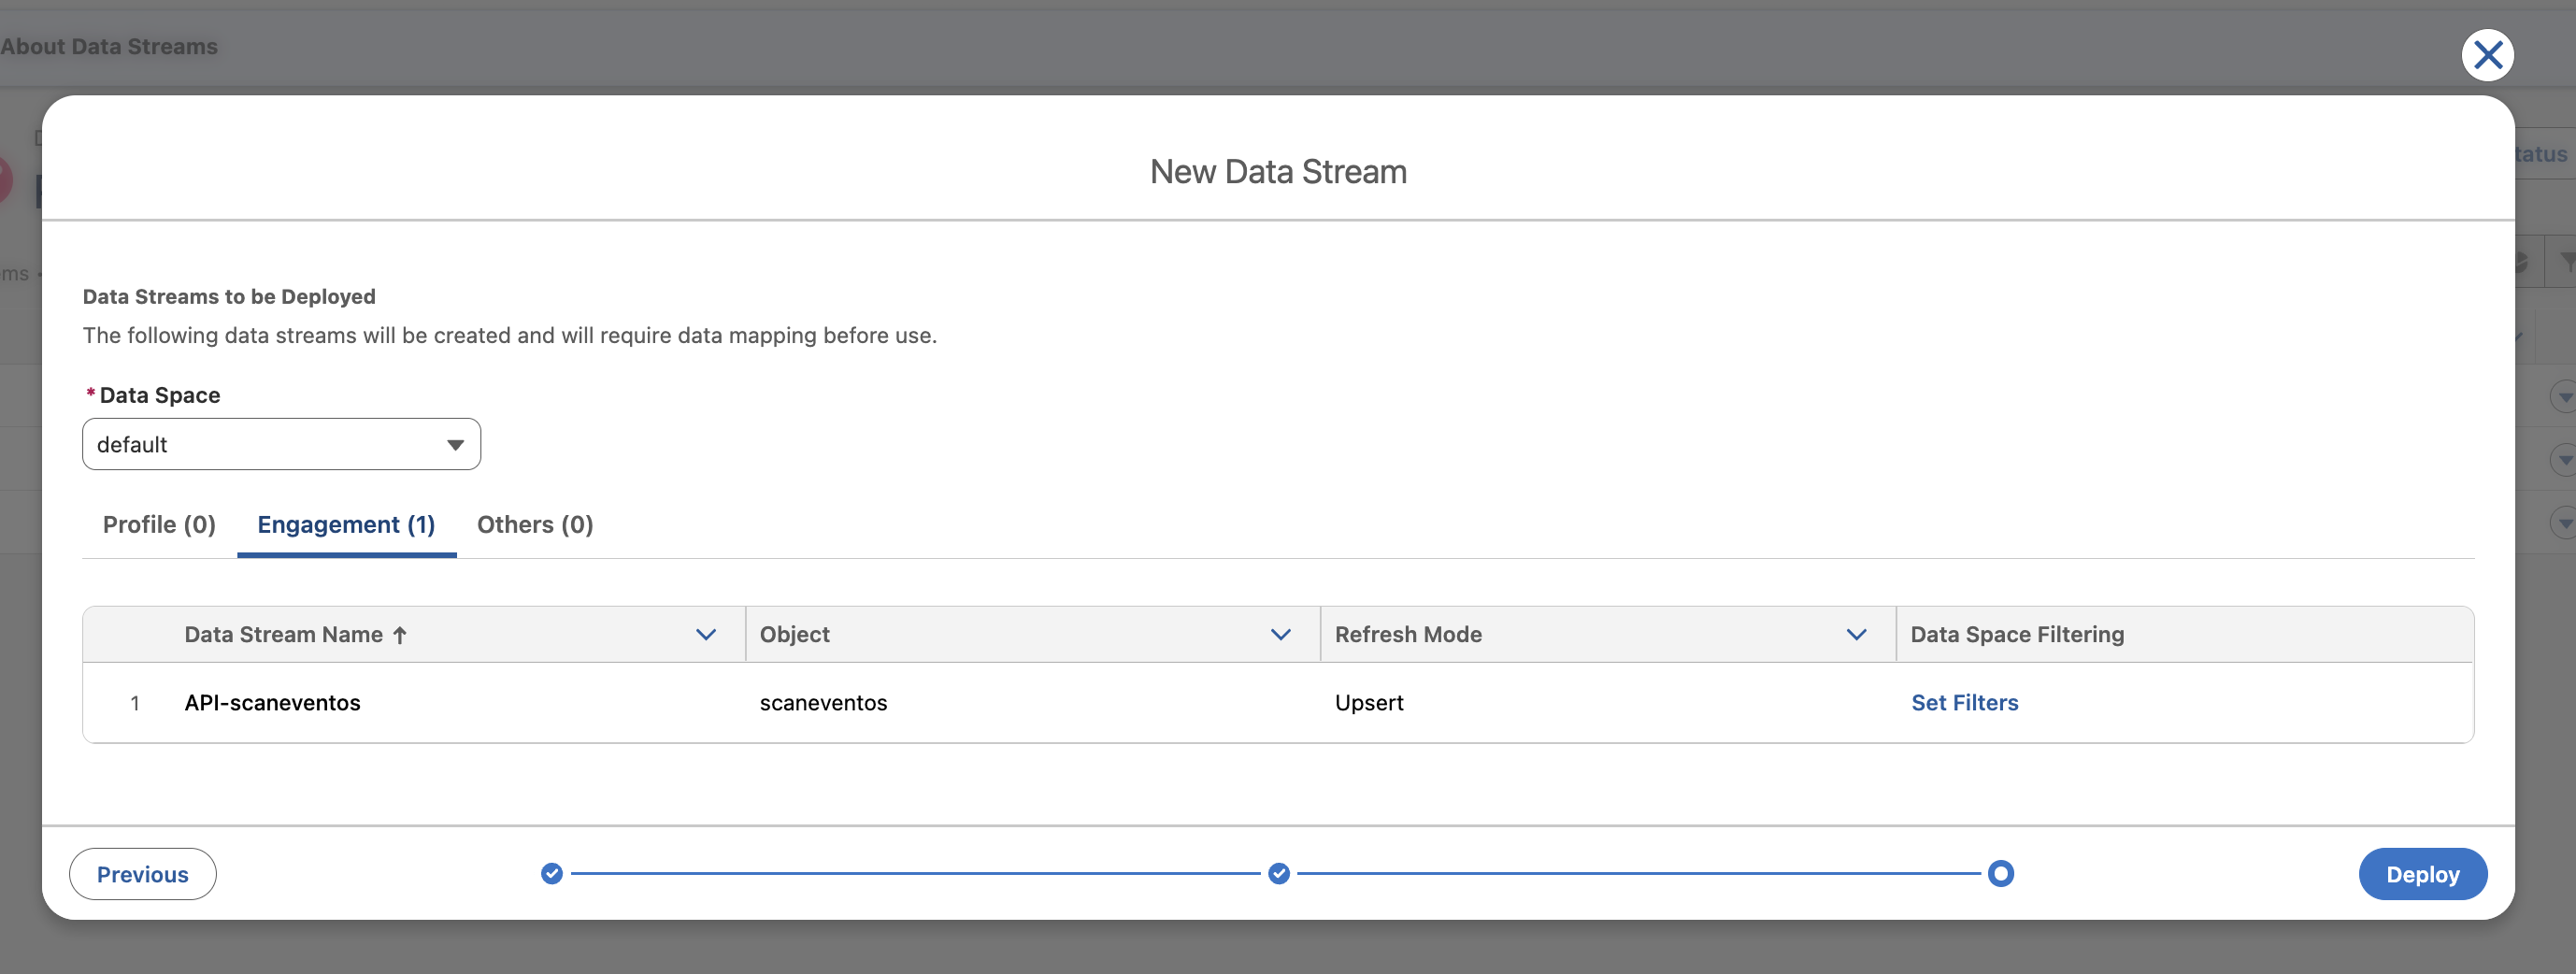 About Data Streams
New Data Stream
Data Streams to be Deployed
The following data streams will be created and will require data mapping before use.
* Data Space
default
Profile (0) Engagement (1) Others (0)
Data Stream Name ↑ Object Refresh Mode Data Space Filtering
1 API-scaneventos scaneventos Upsert Set Filters
Previous Deploy